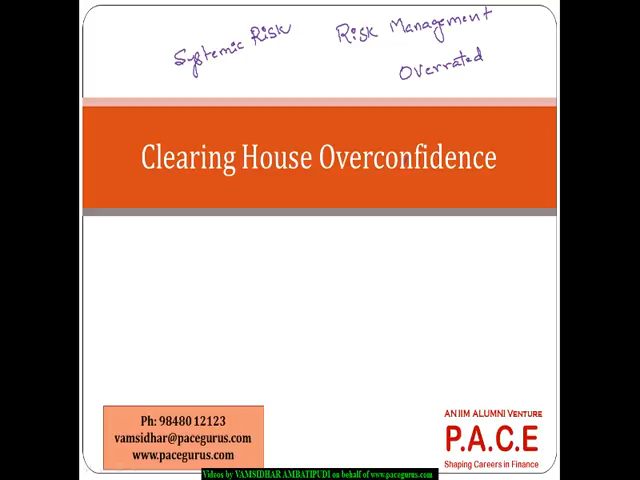 Systemic Risk
Risk Management
Overrated
Clearing House Overconfidence
Ph: 98480 12123
vamsidhar@pacegurus.com
www.pacegurus.com
AN IIM ALUMNI VENTURE
P.A.C.E
Shaping Careers in Finance
Videos by VAMSIDHAR AMBATIPUDI on behalf of www.pacegurus.com